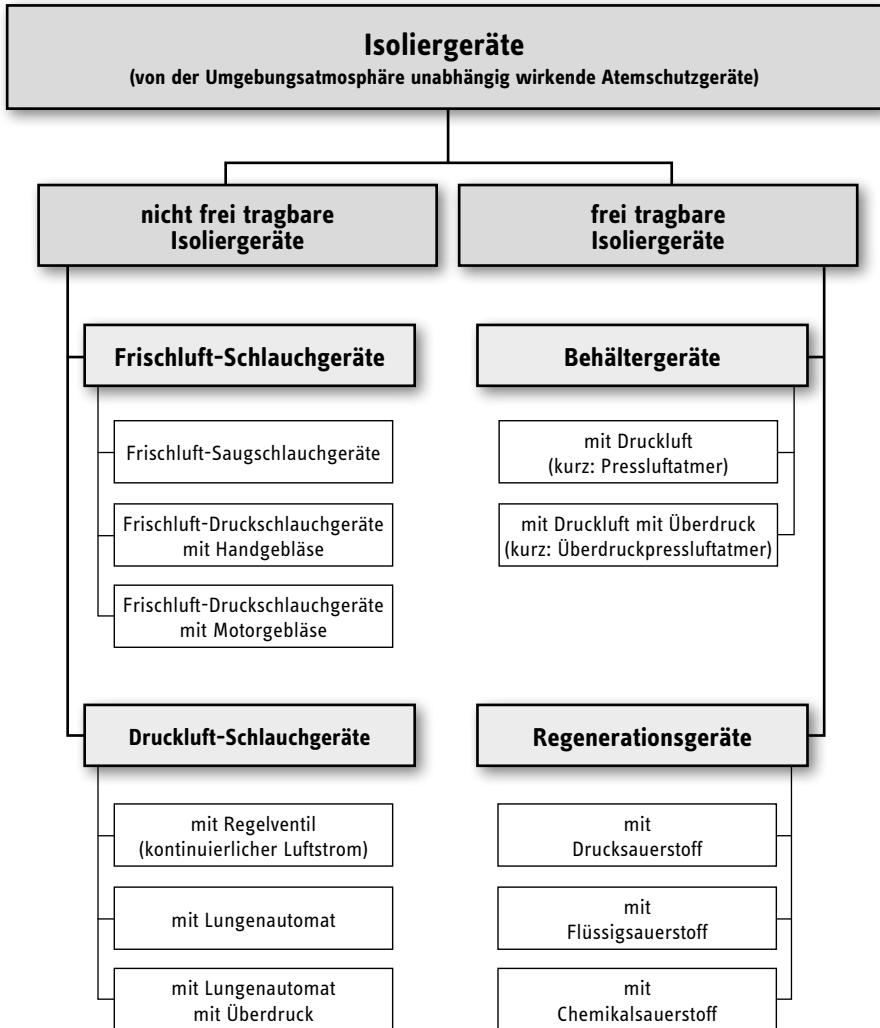 Isoliergeräte
(von der Umgebungsatmosphäre unabhängig wirkende Atemschutzgeräte)
nicht frei tragbare
Isoliergeräte
Frischluft-Schlauchgeräte
Frischluft-Saugschlauchgeräte
Frischluft-Druckschlauchgeräte
mit Handgebläse
Frischluft-Druckschlauchgeräte
mit Motorgebläse
Druckluft-Schlauchgeräte
mit Regelventil
(kontinuierlicher Luftstrom)
mit Lungenautomat
mit Lungenautomat
mit Überdruck
frei tragbare
Isoliergeräte
Behältergeräte
mit Druckluft
(kurz: Pressluftatmer)
mit Druckluft mit Überdruck
(kurz: Überdruckpressluftatmer)
Regenerationsgeräte
mit
Drucksauerstoff
mit
Flüssigsauerstoff
mit
Chemikalsauerstoff